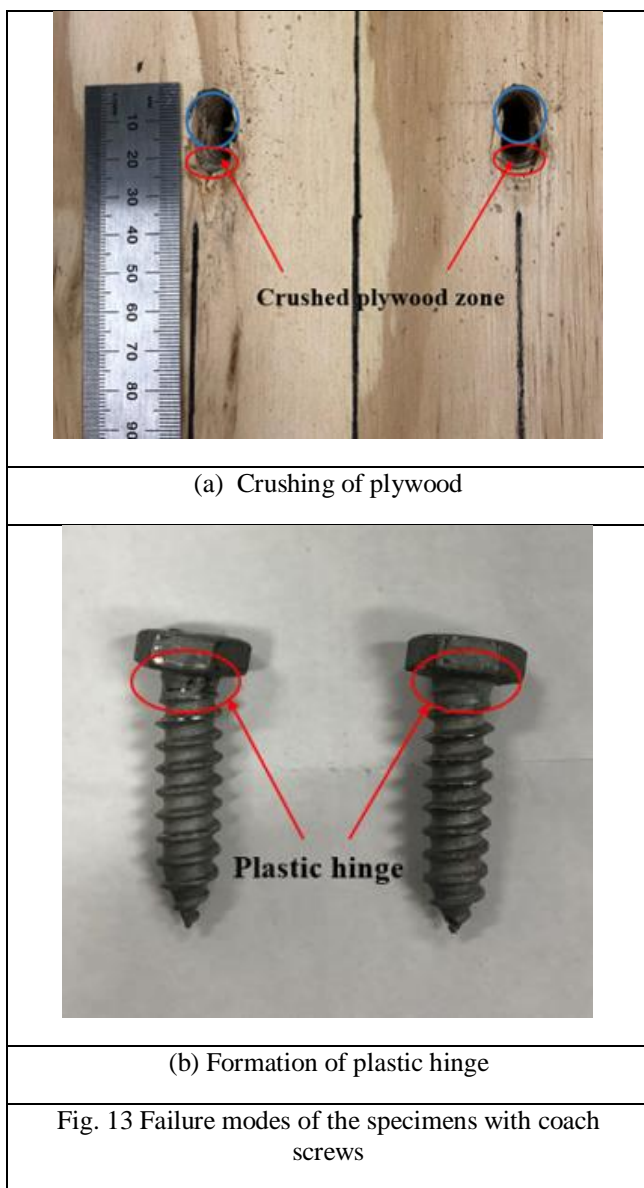 10
20
30
40
50
60
70
80
90
Crushed plywood zone
(a) Crushing of plywood
Plastic hinge
(b) Formation of plastic hinge
Fig. 13 Failure modes of the specimens with coach
screws